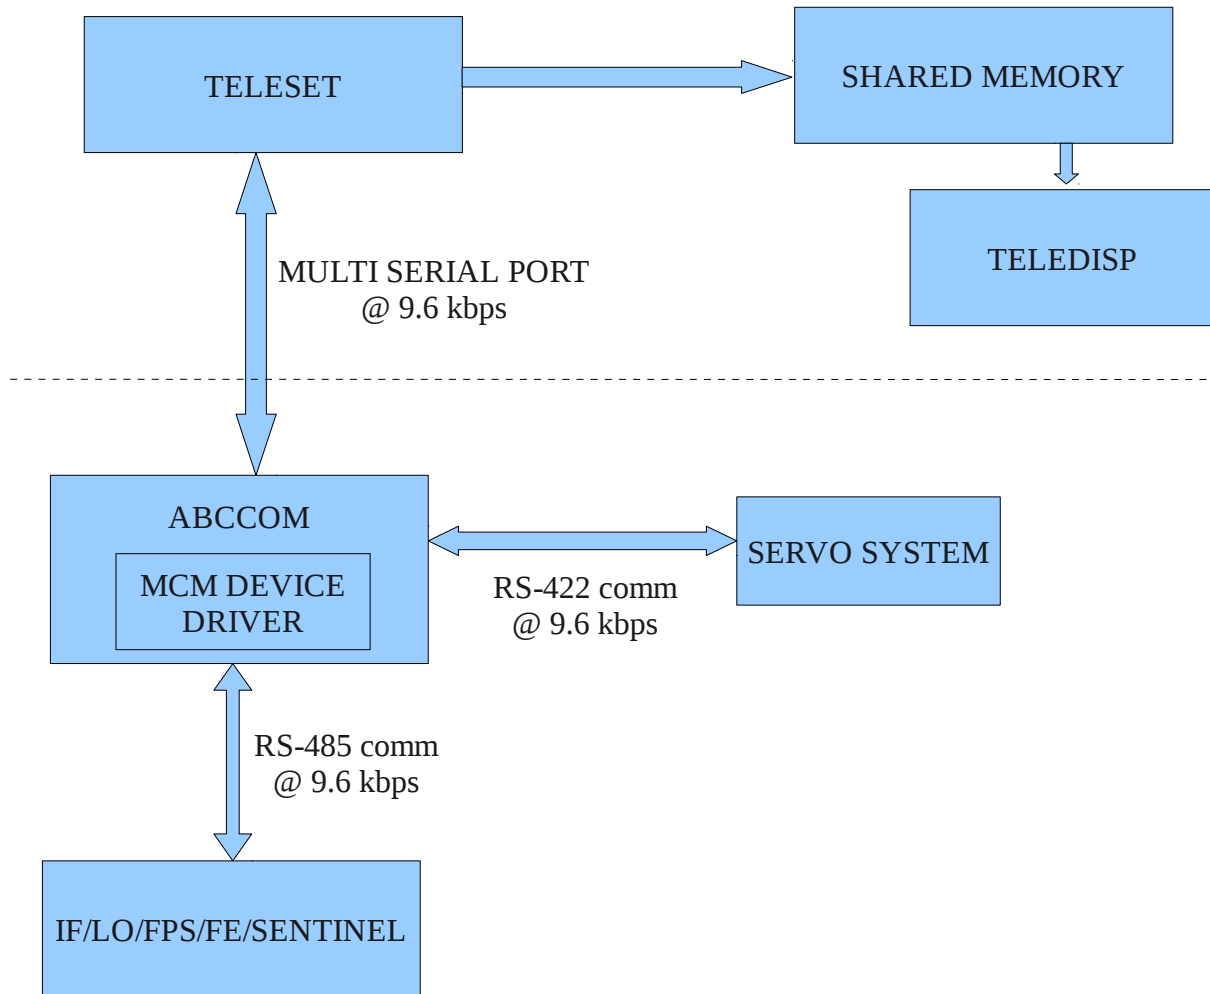 TELESET
SHARED MEMORY
TELEDISP
MULTI SERIAL PORT
@ 9.6 kbps
ABCCOM
MCM DEVICE
DRIVER
SERVO SYSTEM
RS-422 comm
@ 9.6 kbps
RS-485 comm
@ 9.6 kbps
IF/LO/FPS/FE/SENTINEL